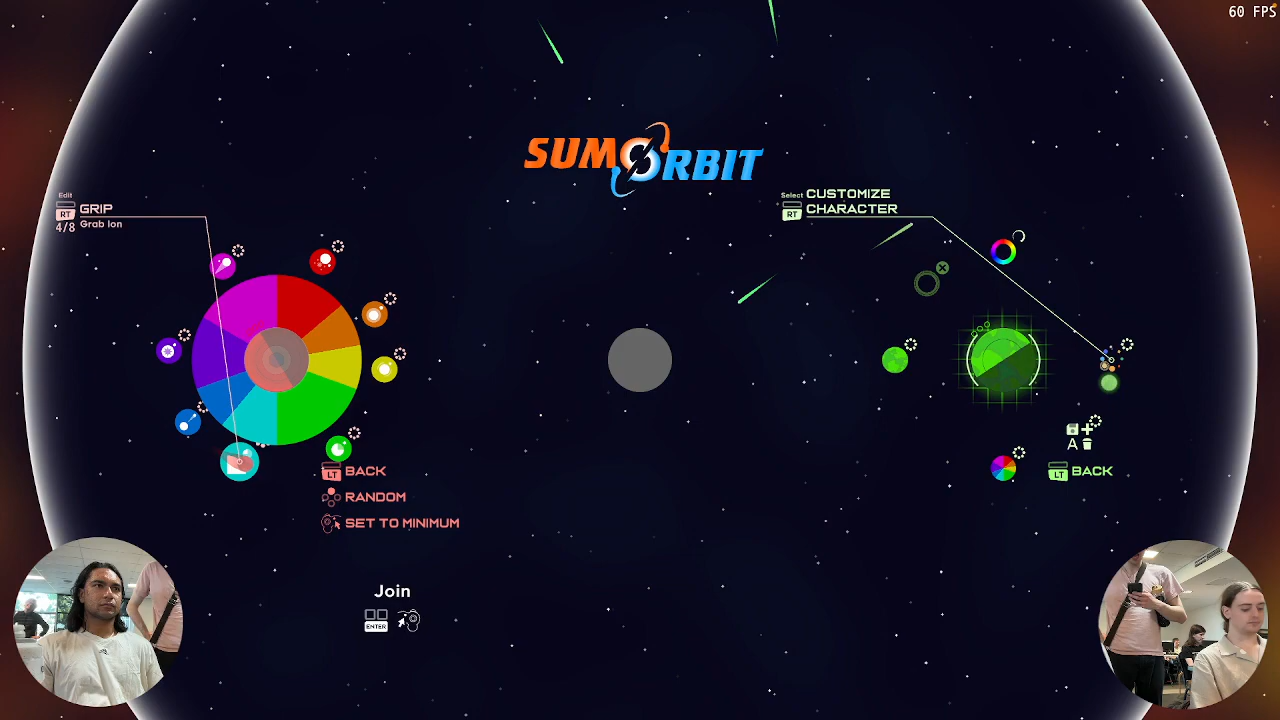 60 FPS
SUMORBIT
Edit
RT
GRIP
4/8
Grab Ion
Select
RT
CUSTOMIZE
CHARACTER
LT
BACK
RANDOM
SET TO MINIMUM
A
LT
BACK
Join
ENTER